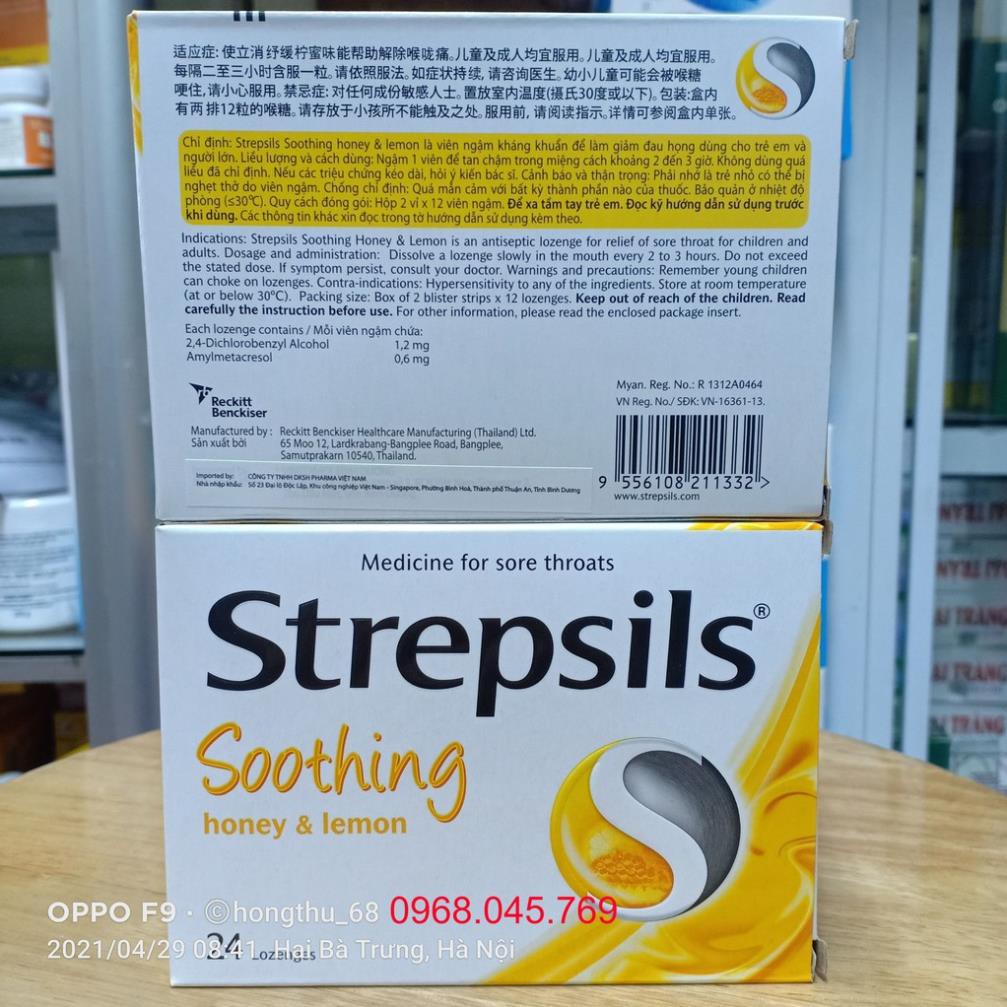 适应症: 使立消纾缓柠蜜味能帮助解除喉咙痛。儿童及成人均宜服用。儿童及成人均宜服用。
每隔二至三小时含服一粒。请依照服法。如症状持续, 请咨询医生。幼小儿童可能会被喉糖
哽住, 请小心服用。禁忌症: 对任何成份敏感人士。置放室内温度(摄氏30度或以下)。包装:盒内
有两排12粒的喉糖。请存放于小孩所不能触及之处。服用前, 请阅读指示。详情可参阅盒内单张。
Chỉ định: Strepsils Soothing honey & lemon là viên ngậm kháng khuẩn để làm giảm đau họng dùng cho trẻ em và
người lớn. Liều lượng và cách dùng: Ngậm 1 viên để tan chậm trong miệng cách khoảng 2 đến 3 giờ. Không dùng quá
liều đã chỉ định. Nếu các triệu chứng kéo dài, hỏi ý kiến bác sĩ. Cảnh báo và thận trọng: Phải nhớ là trẻ nhỏ có thể bị
nghẹt thở do viên ngậm. Chống chỉ định: Quá mẫn cảm với bất kỳ thành phần nào của thuốc. Bảo quản ở nhiệt độ
phòng (≤30°C). Quy cách đóng gói: Hộp 2 vỉ x 12 viên ngậm. Để xa tầm tay trẻ em. Đọc kỹ hướng dẫn sử dụng trước
khi dùng. Các thông tin khác xin đọc trong tờ hướng dẫn sử dụng kèm theo.
Indications: Strepsils Soothing Honey & Lemon is an antiseptic lozenge for relief of sore throat for children and
adults. Dosage and administration: Dissolve a lozenge slowly in the mouth every 2 to 3 hours. Do not exceed
the stated dose. If symptom persist, consult your doctor. Warnings and precautions: Remember young children
can choke on lozenges. Contra-indications: Hypersensitivity to any of the ingredients. Store at room temperature
(at or below 30°C). Packing size: Box of 2 blister strips x 12 lozenges. Keep out of reach of the children. Read
carefully the instruction before use. For other information, please read the enclosed package insert.
Each lozenge contains / Mỗi viên ngậm chứa:
2,4-Dichlorobenzyl Alcohol 1,2 mg
Amylmetacresol 0,6 mg
Reckitt
Benckiser
Myan. Reg. No.: R 1312A0464
VN Reg. No./ SĐK: VN-16361-13.
Manufactured by : Reckitt Benckiser Healthcare Manufacturing (Thailand) Ltd.
Sản xuất bởi 65 Moo 12, Lardkrabang-Bangplee Road, Bangplee,
Samutprakarn 10540, Thailand.
Imported by: CÔNG TY TNHH DKSH PHARMA VIỆT NAM
Nhà nhập khẩu: Số 23 Đại lộ Độc Lập, Khu công nghiệp Việt Nam - Singapore, Phường Bình Hoà, Thành phố Thuận An, Tỉnh Bình Dương
9 556108 211332 >
www.strepsils.com
Medicine for sore throats
Strepsils®
Soothing
honey & lemon
24 Lozenges
OPPO F9 · ©hongthu_68 0968.045.769
2021/04/29 08:41 Hai Bà Trưng, Hà Nội